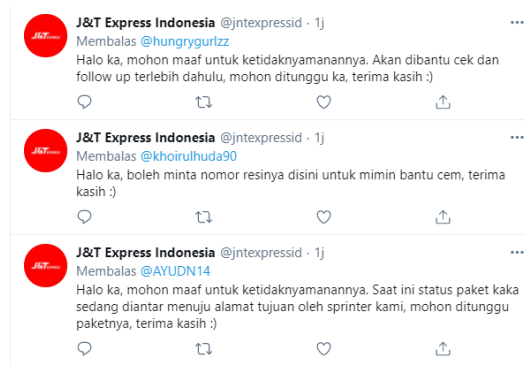 J&T Express Indonesia @jntexpressid · 1j
Membalas @hungrygurlzz
Halo ka, mohon maaf untuk ketidaknyamanannya. Akan dibantu cek dan
follow up terlebih dahulu, mohon ditunggu ka, terima kasih :)
J&T Express Indonesia @jntexpressid · 1j
Membalas @khoirulhuda90
Halo ka, boleh minta nomor resinya disini untuk mimin bantu cem, terima
kasih :)
J&T Express Indonesia @jntexpressid · 1j
Membalas @AYUDN14
Halo ka, mohon maaf untuk ketidaknyamanannya. Saat ini status paket kaka
sedang diantar menuju alamat tujuan oleh sprinter kami, mohon ditunggu
paketnya, terima kasih :)